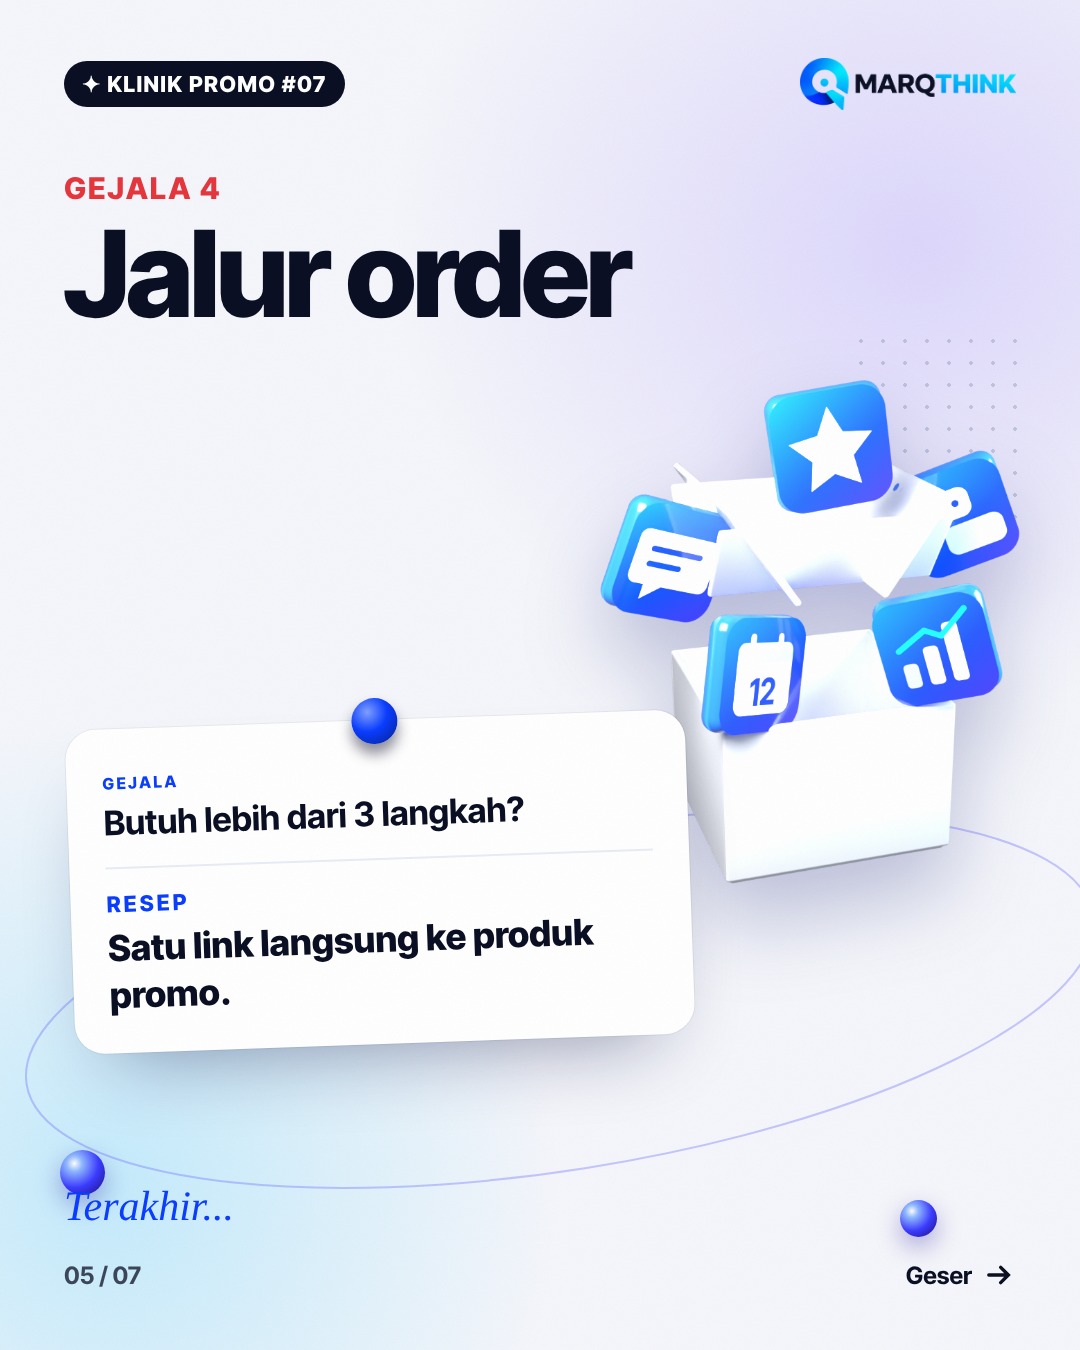 ✦ KLINIK PROMO #07
MARQTHINK
GEJALA 4
Jalur order
12
GEJALA
Butuh lebih dari 3 langkah?
RESEP
Satu link langsung ke produk
promo.
Terakhir...
05 / 07
Geser →